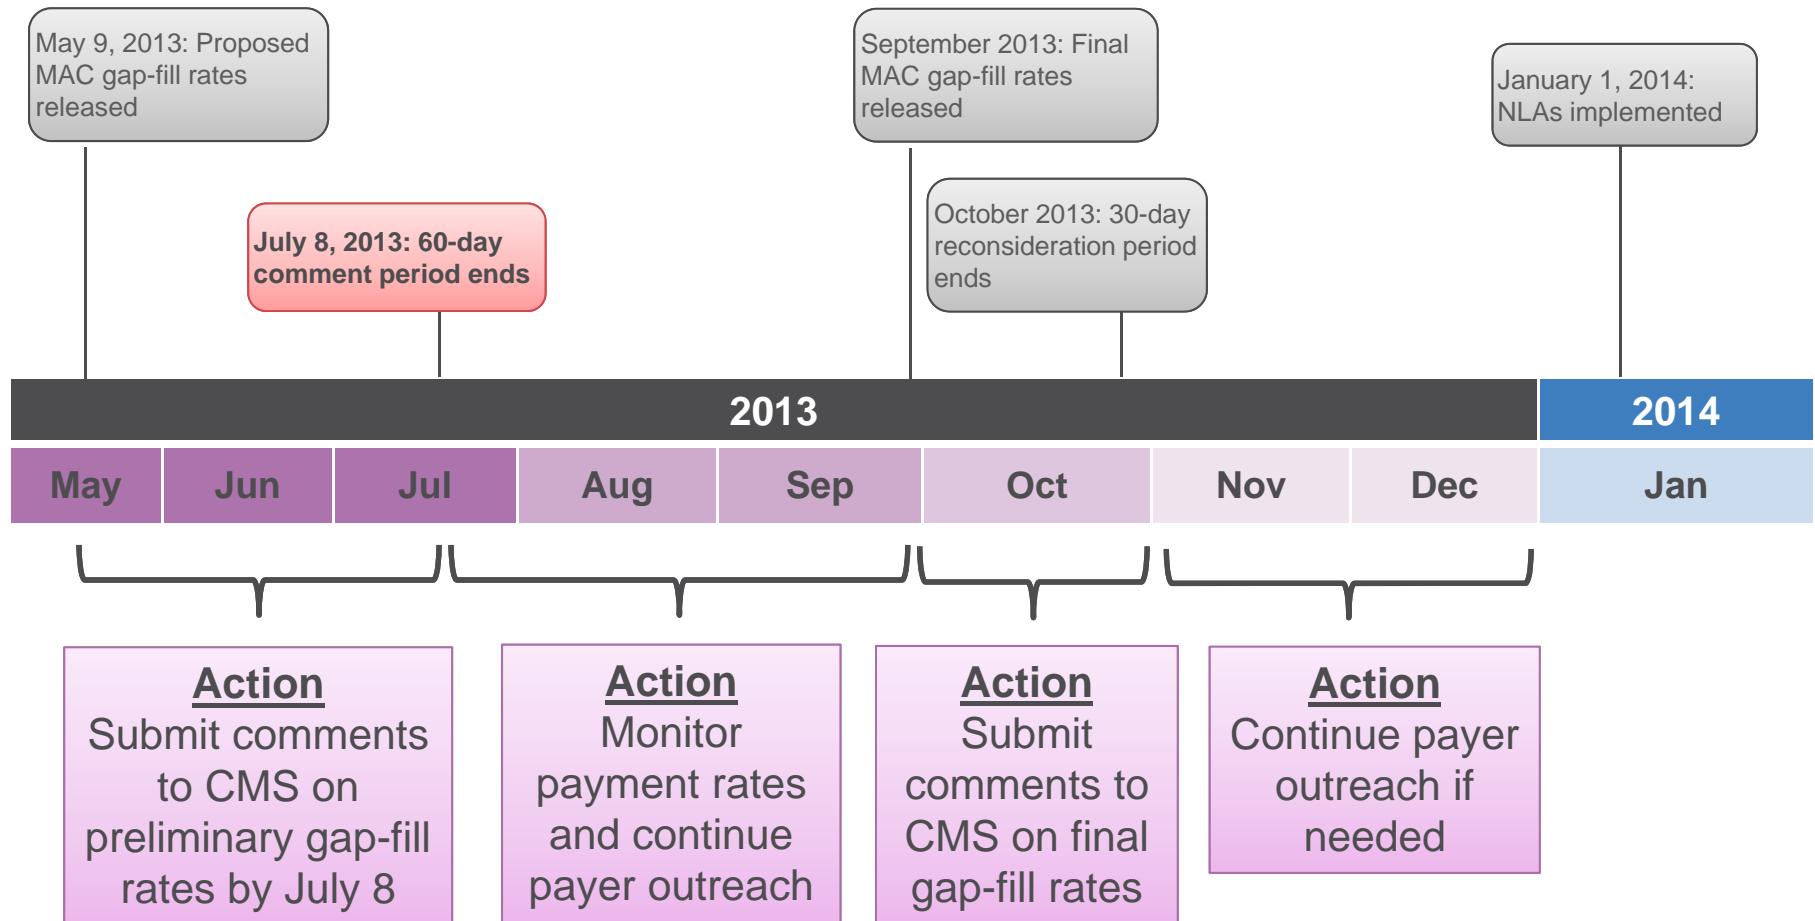 May 9, 2013: Proposed
MAC gap-fill rates
released
September 2013: Final
MAC gap-fill rates
released
January 1, 2014:
NLAs implemented
July 8, 2013: 60-day
comment period ends
October 2013: 30-day
reconsideration period
ends
2013
2014
May
Jun
Jul
Aug
Sep
Oct
Nov
Dec
Jan
Action
Submit comments
to CMS on
preliminary gap-fill
rates by July 8
Action
Monitor
payment rates
and continue
payer outreach
Action
Submit
comments to
CMS on final
gap-fill rates
Action
Continue payer
outreach if
needed